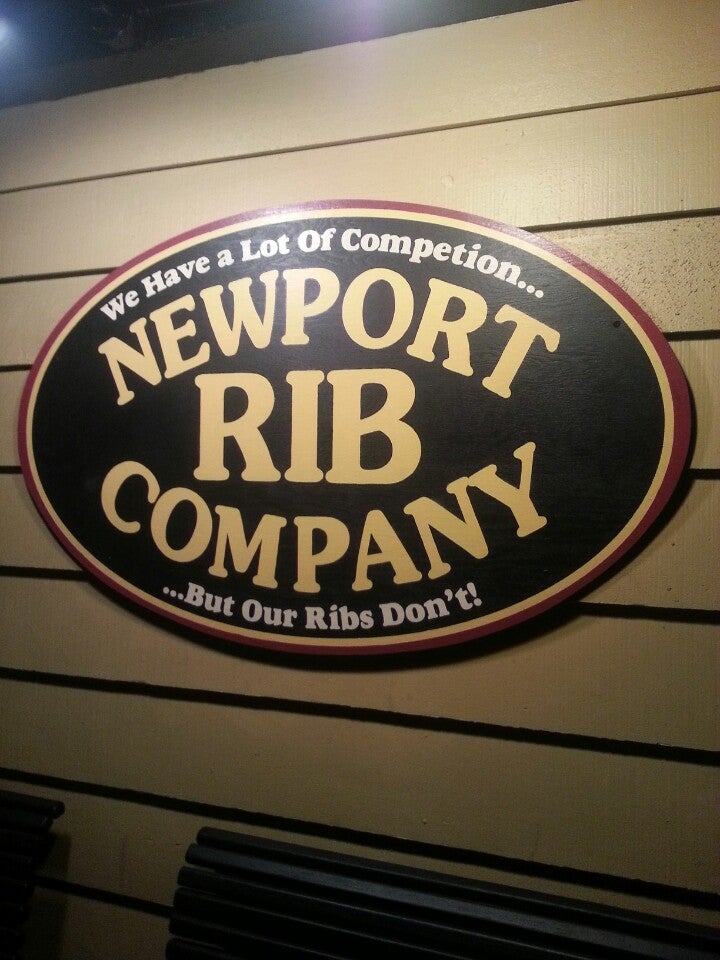 We Have a Lot Of Competion...
NEWPORT
RIB
COMPANY
...But Our Ribs Don't!